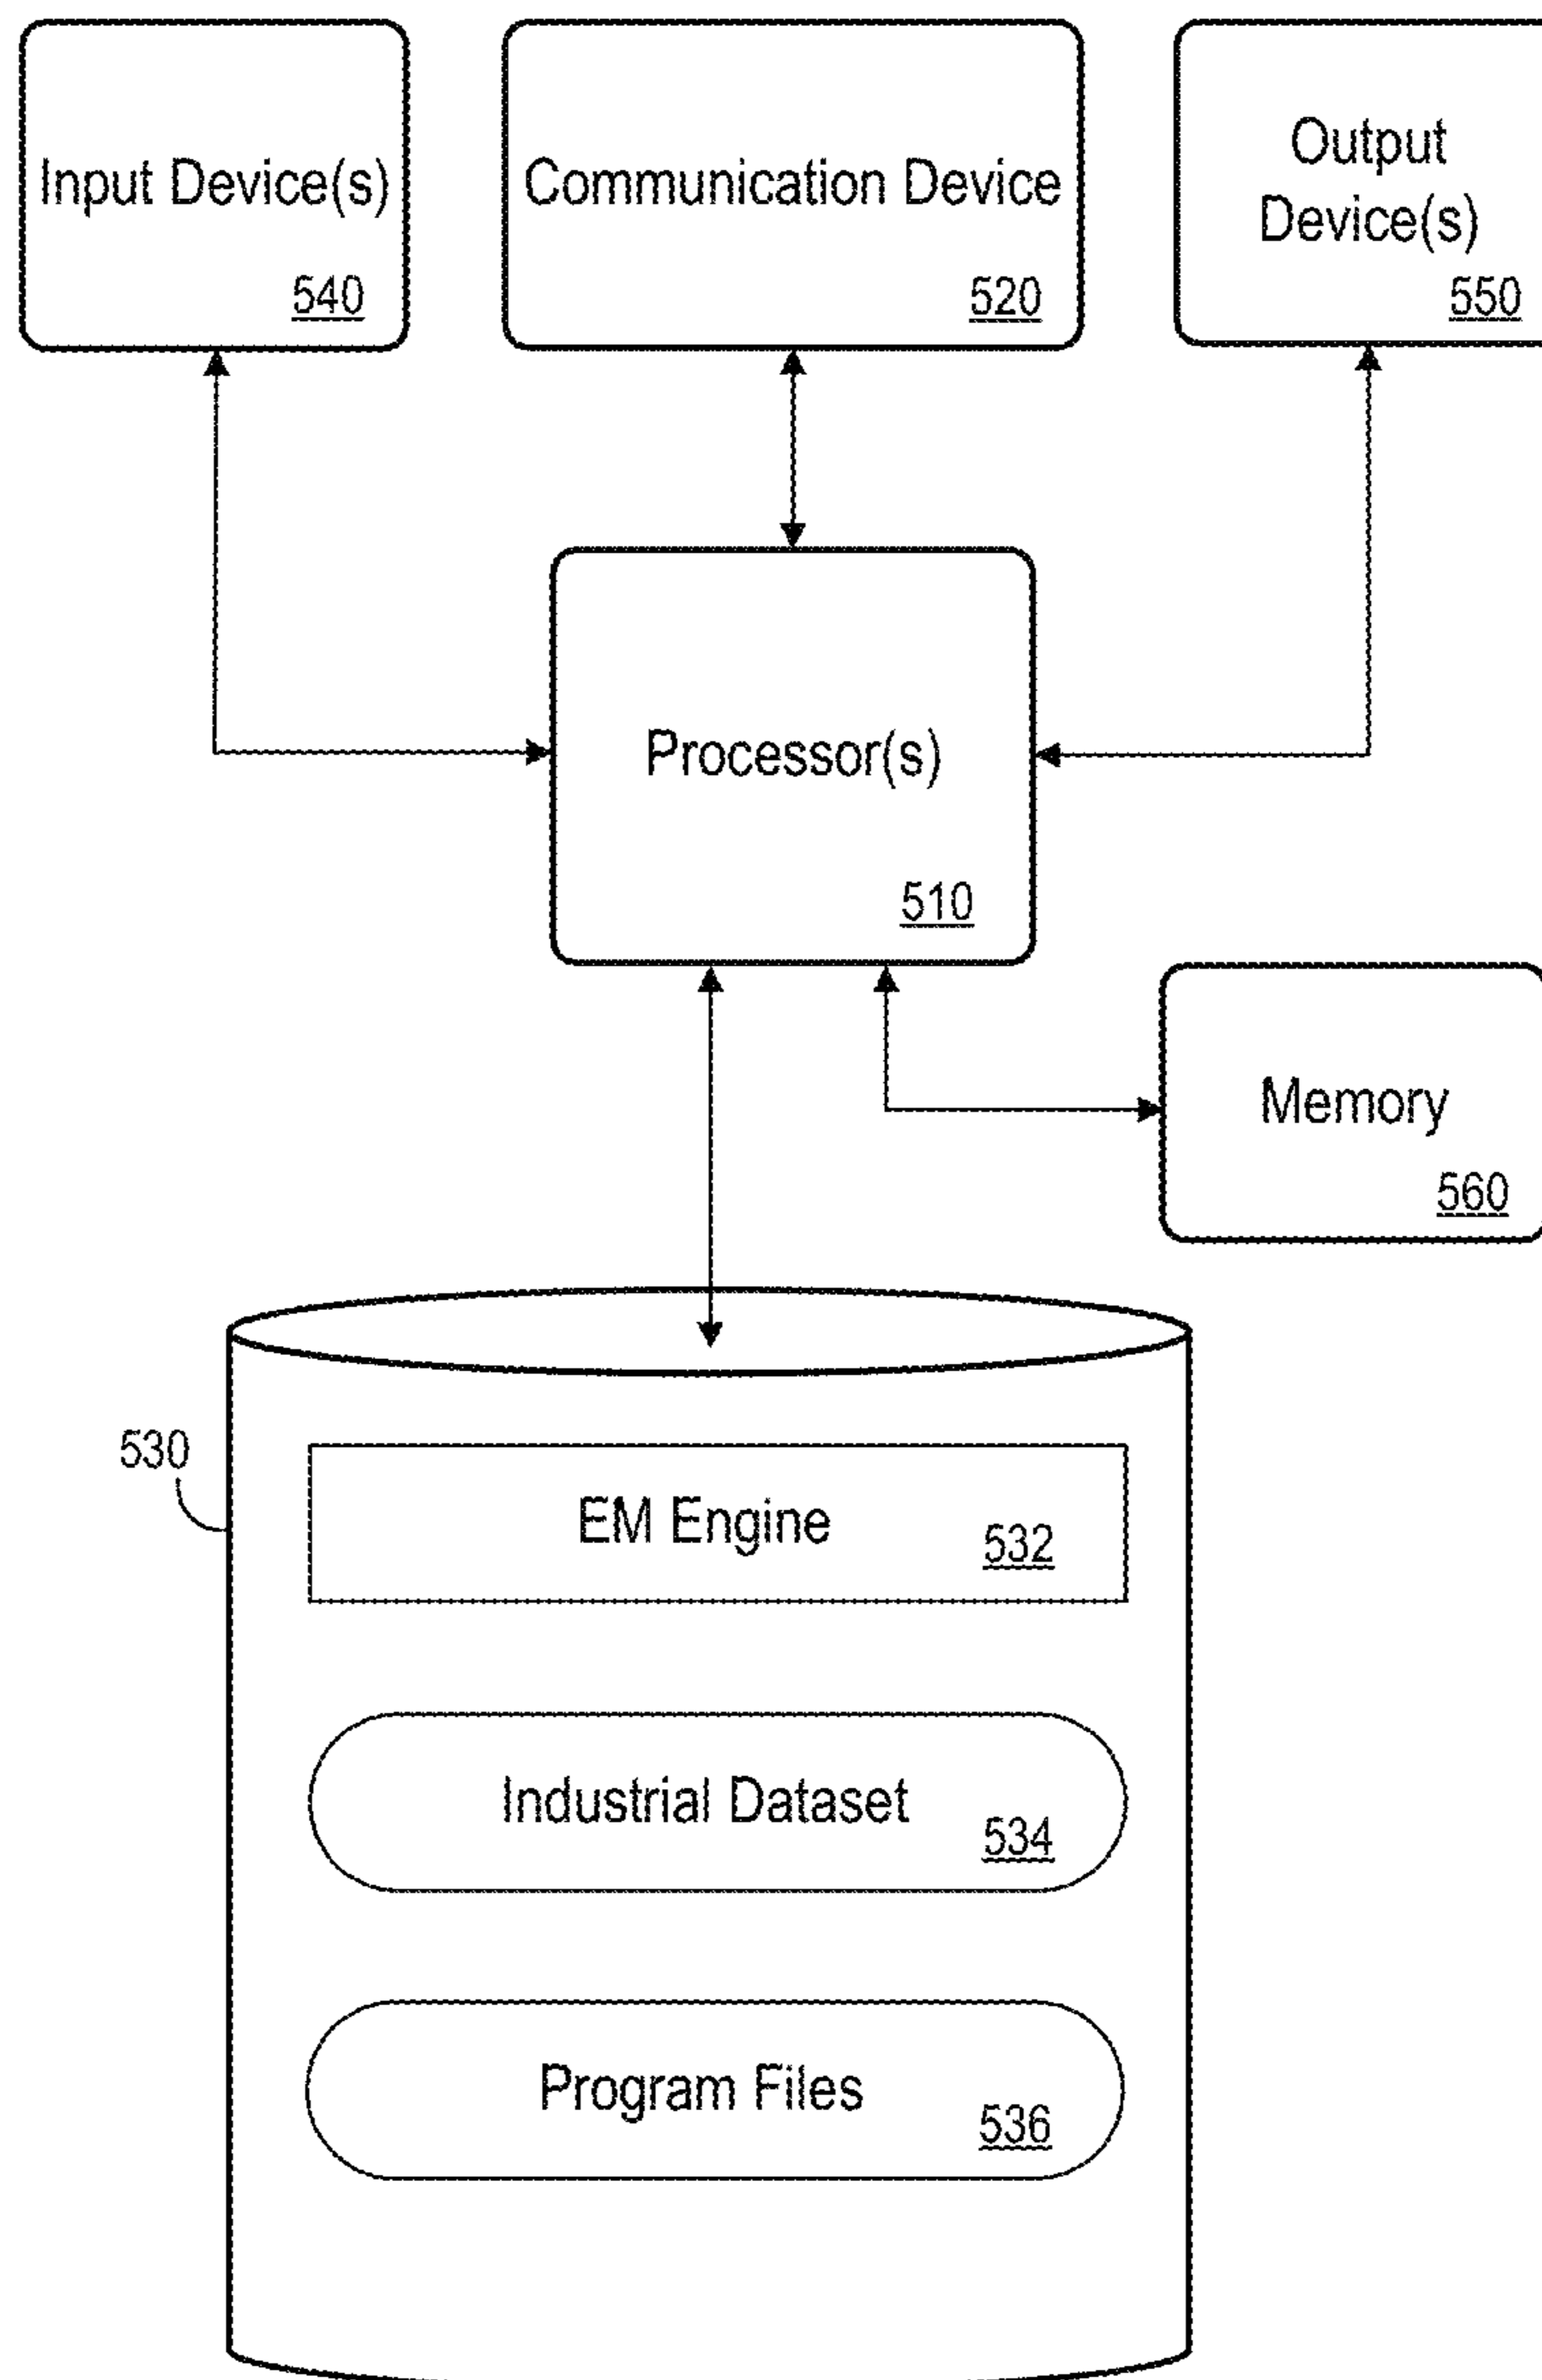 Input Device(s)
540
Communication Device
520
Output
Device(s)
550
Processor(s)
510
Memory
560
530
EM Engine
532
Industrial Dataset
534
Program Files
536